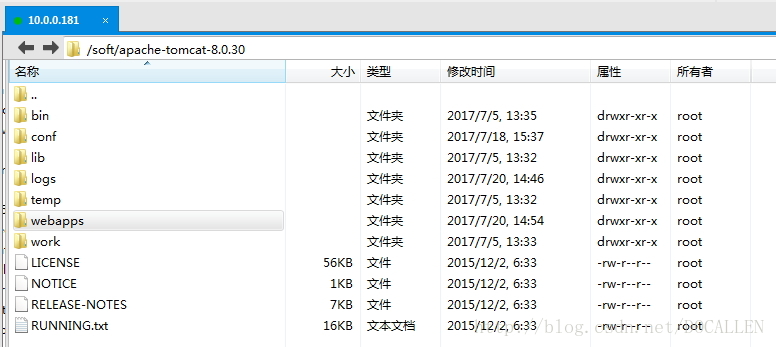 10.0.0.181 ×
/soft/apache-tomcat-8.0.30
名称 大小 类型 修改时间 属性 所有者
..
bin 文件夹 2017/7/5, 13:35 drwxr-xr-x root
conf 文件夹 2017/7/18, 15:37 drwxr-xr-x root
lib 文件夹 2017/7/5, 13:32 drwxr-xr-x root
logs 文件夹 2017/7/20, 14:46 drwxr-xr-x root
temp 文件夹 2017/7/5, 13:32 drwxr-xr-x root
webapps 文件夹 2017/7/20, 14:54 drwxr-xr-x root
work 文件夹 2017/7/5, 13:33 drwxr-xr-x root
LICENSE 56KB 文件 2015/12/2, 6:33 -rw-r--r-- root
NOTICE 1KB 文件 2015/12/2, 6:33 -rw-r--r-- root
RELEASE-NOTES 7KB 文件 2015/12/2, 6:33 -rw-r--r-- root
RUNNING.txt 16KB 文本文档 2015/12/2, 6:33 -rw-r--r-- root